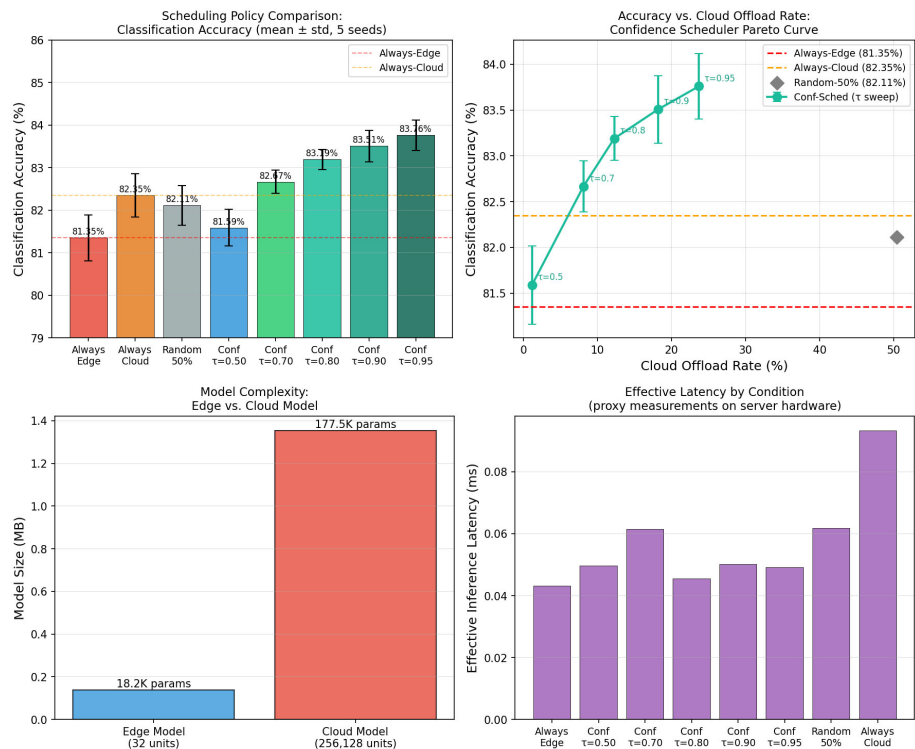 Scheduling Policy Comparison:
Classification Accuracy (mean ± std, 5 seeds)
Classification Accuracy (%)
86
85
84
83
82
81
80
79
Always-Edge
Always-Cloud
81.35%
82.35%
82.11%
81.59%
82.67%
83.19%
83.51%
83.76%
Always Edge
Always Cloud
Random 50%
Conf τ=0.50
Conf τ=0.70
Conf τ=0.80
Conf τ=0.90
Conf τ=0.95
Accuracy vs. Cloud Offload Rate:
Confidence Scheduler Pareto Curve
Classification Accuracy (%)
84.0
83.5
83.0
82.5
82.0
81.5
Always-Edge (81.35%)
Always-Cloud (82.35%)
Random-50% (82.11%)
Conf-Sched (τ sweep)
τ=0.95
τ=0.9
τ=0.8
τ=0.7
τ=0.5
0 10 20 30 40 50
Cloud Offload Rate (%)
Model Complexity:
Edge vs. Cloud Model
Model Size (MB)
1.4
1.2
1.0
0.8
0.6
0.4
0.2
0.0
18.2K params
177.5K params
Edge Model
(32 units)
Cloud Model
(256,128 units)
Effective Latency by Condition
(proxy measurements on server hardware)
Effective Inference Latency (ms)
0.08
0.06
0.04
0.02
0.00
Always Edge
Conf τ=0.50
Conf τ=0.70
Conf τ=0.80
Conf τ=0.90
Conf τ=0.95
Random 50%
Always Cloud